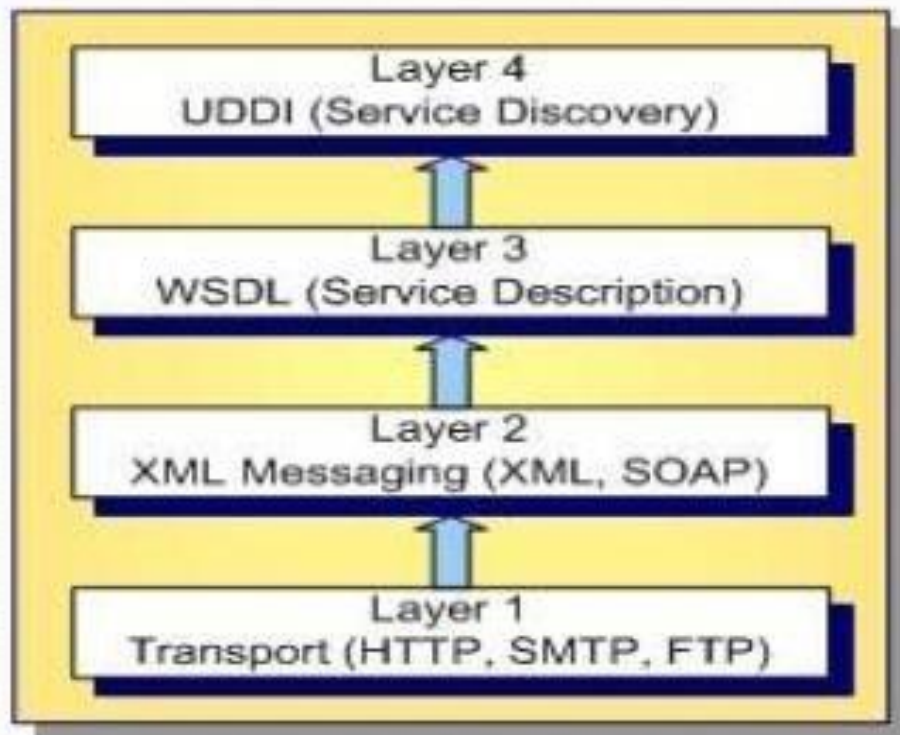 Layer 4
UDDI (Service Discovery)
Layer 3
WSDL (Service Description)
Layer 2
XML Messaging (XML, SOAP)
Layer 1
Transport (HTTP, SMTP, FTP)